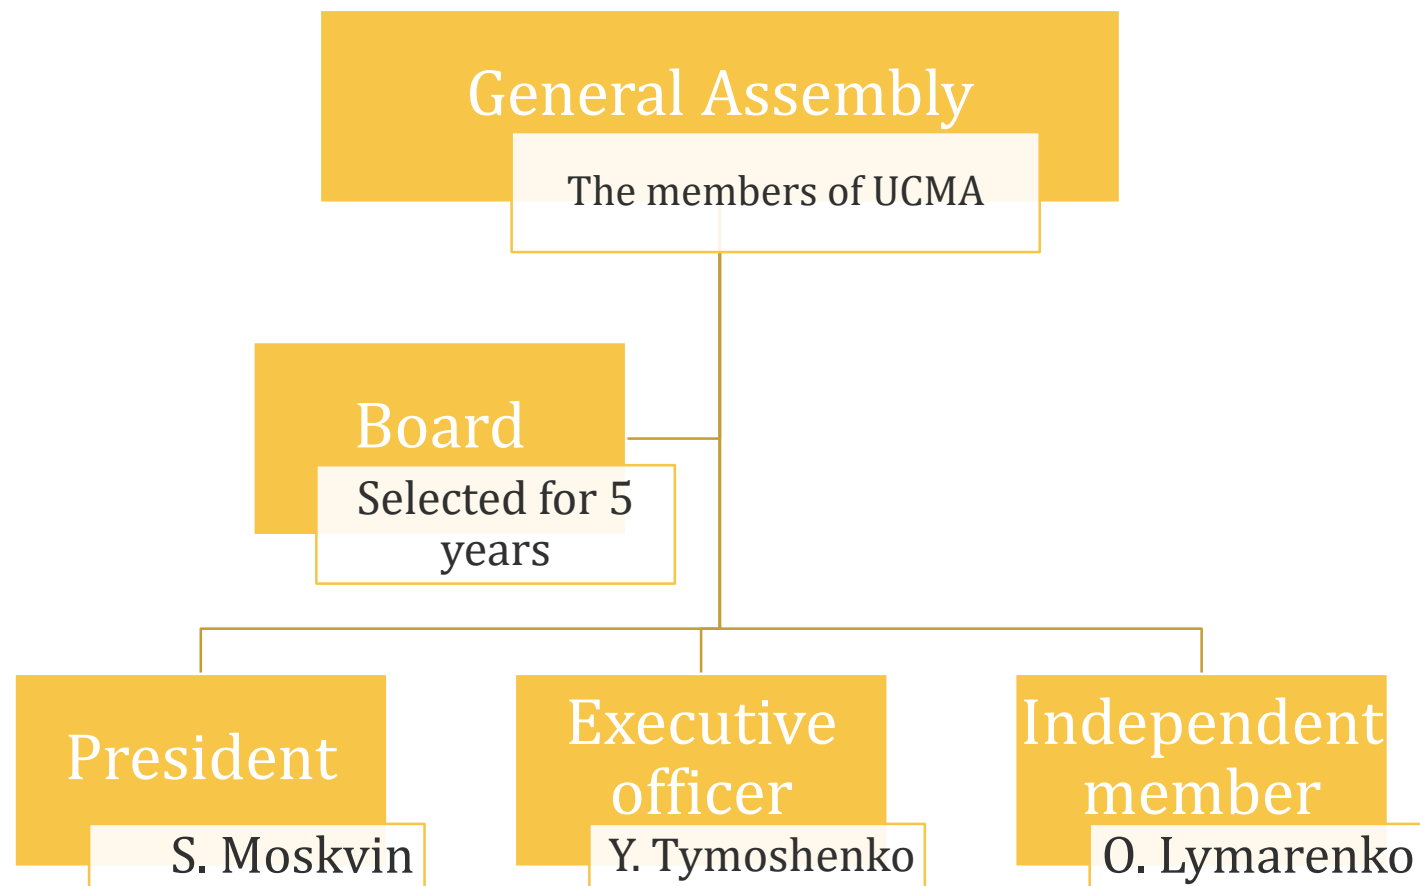 General Assembly
The members of UCMA
Board
Selected for 5
years
President
S. Moskvin
Executive
officer
Y. Tymoshenko
Independent
member
O. Lymarenko